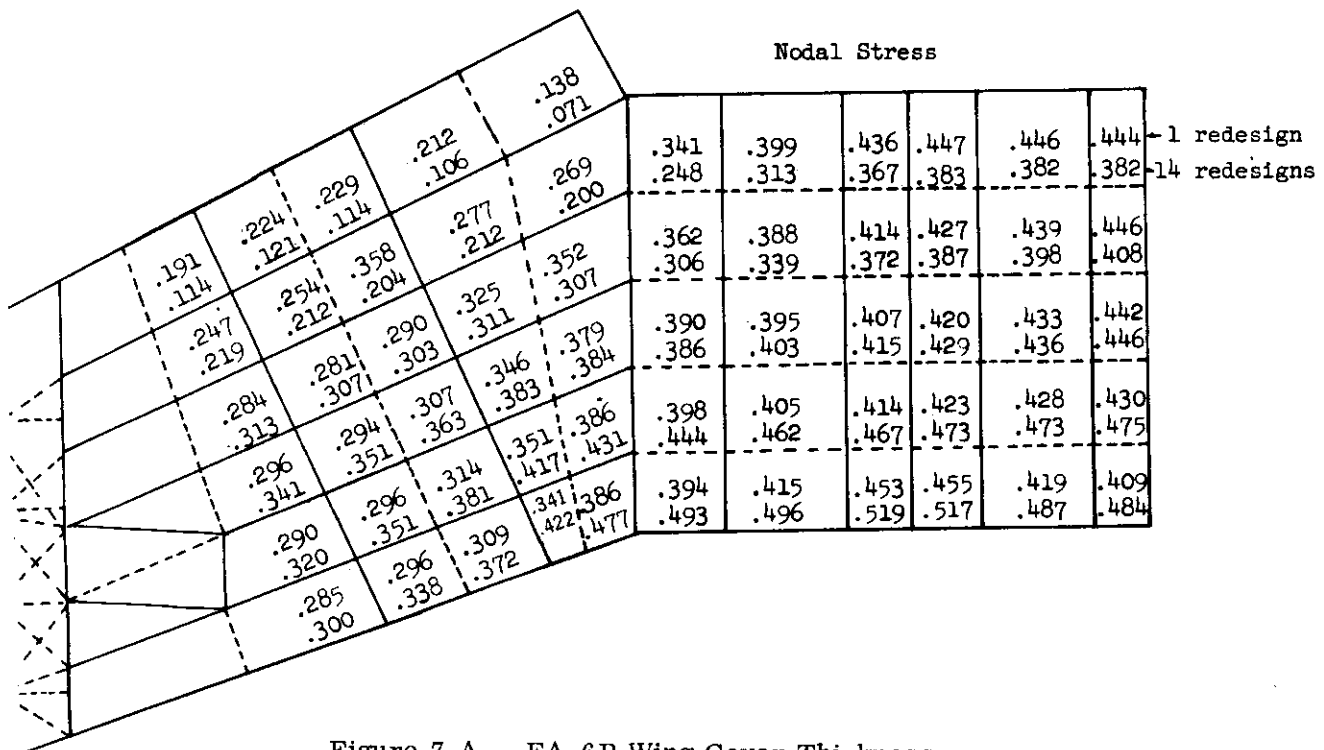 Nodal Stress
.341 .399 .436 .447 .446 .444 1 redesign
.248 .313 .367 .383 .382 .382 14 redesigns
.362 .388 .414 .427 .439 .446
.306 .339 .372 .387 .398 .408
.390 .395 .407 .420 .433 .442
.386 .403 .415 .429 .436 .446
.398 .405 .414 .423 .428 .430
.444 .462 .467 .473 .473 .475
.394 .415 .453 .455 .419 .409
.493 .496 .519 .517 .487 .484
.191 .224 .229 .212 .138
.114 .121 .114 .106 .071
.247 .254 .358 .277 .269
.219 .212 .204 .212 .200
.284 .281 .290 .325 .352
.313 .307 .303 .311 .307
.296 .294 .307 .346 .379
.341 .351 .363 .383 .384
.290 .296 .314 .351 .386
.320 .351 .381 .417 .431
.285 .296 .309 .341 .386
.300 .338 .372 .422 .477